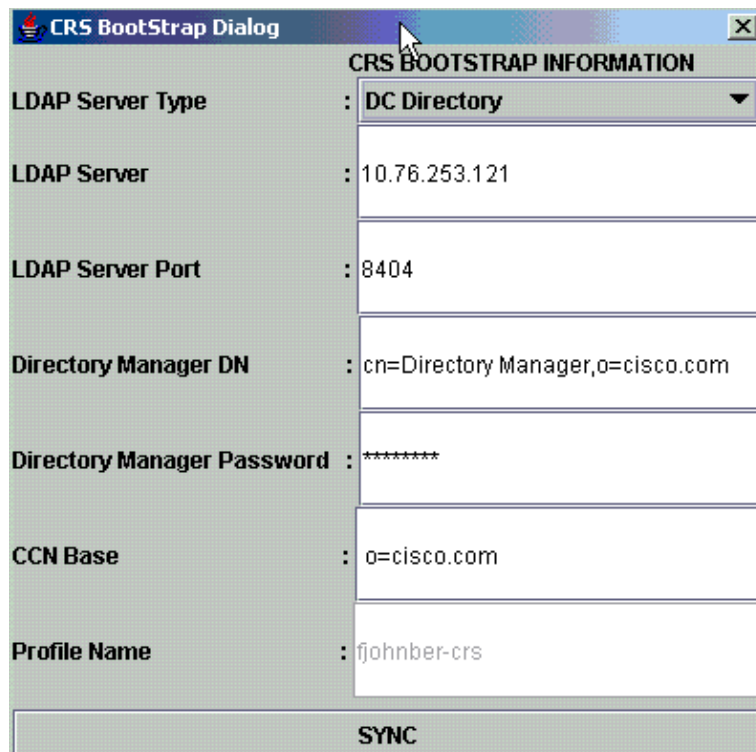 CRS BootStrap Dialog
CRS BOOTSTRAP INFORMATION
LDAP Server Type : DC Directory
LDAP Server : 10.76.253.121
LDAP Server Port : 8404
Directory Manager DN : cn=Directory Manager,o=cisco.com
Directory Manager Password : ********
CCN Base : o=cisco.com
Profile Name : fjohnber-crs
SYNC